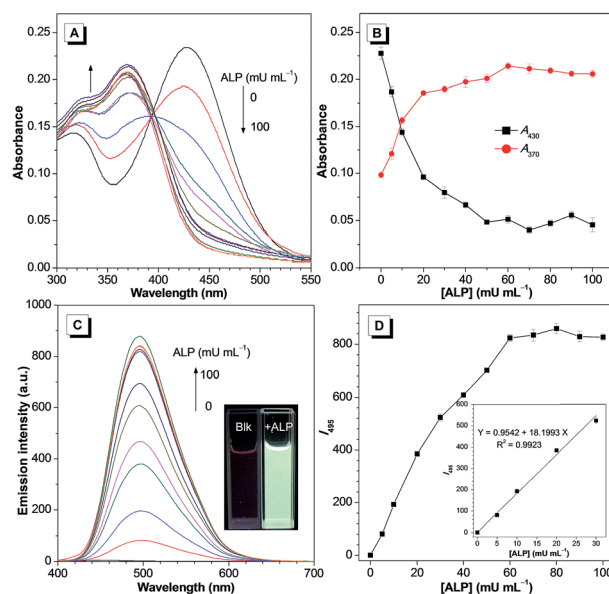 A
ALP (mU mL⁻¹)
0
100
0.25
0.20
0.15
0.10
0.05
0.00
Absorbance
300 350 400 450 500 550
Wavelength (nm)
B
A430
A370
0.25
0.20
0.15
0.10
0.05
0.00
Absorbance
0 20 40 60 80 100
[ALP] (mU mL⁻¹)
C
ALP (mU mL⁻¹)
100
0
Blk +ALP
1000
800
600
400
200
0
Emission intensity (a.u.)
400 500 600 700
Wavelength (nm)
D
800
600
400
200
0
I495
0 20 40 60 80 100
[ALP] (mU mL⁻¹)
Y = 0.9542 + 18.1993 X
R² = 0.9923
600
500
400
300
200
100
0
I495
0 5 10 15 20 25 30
[ALP] (mU mL⁻¹)